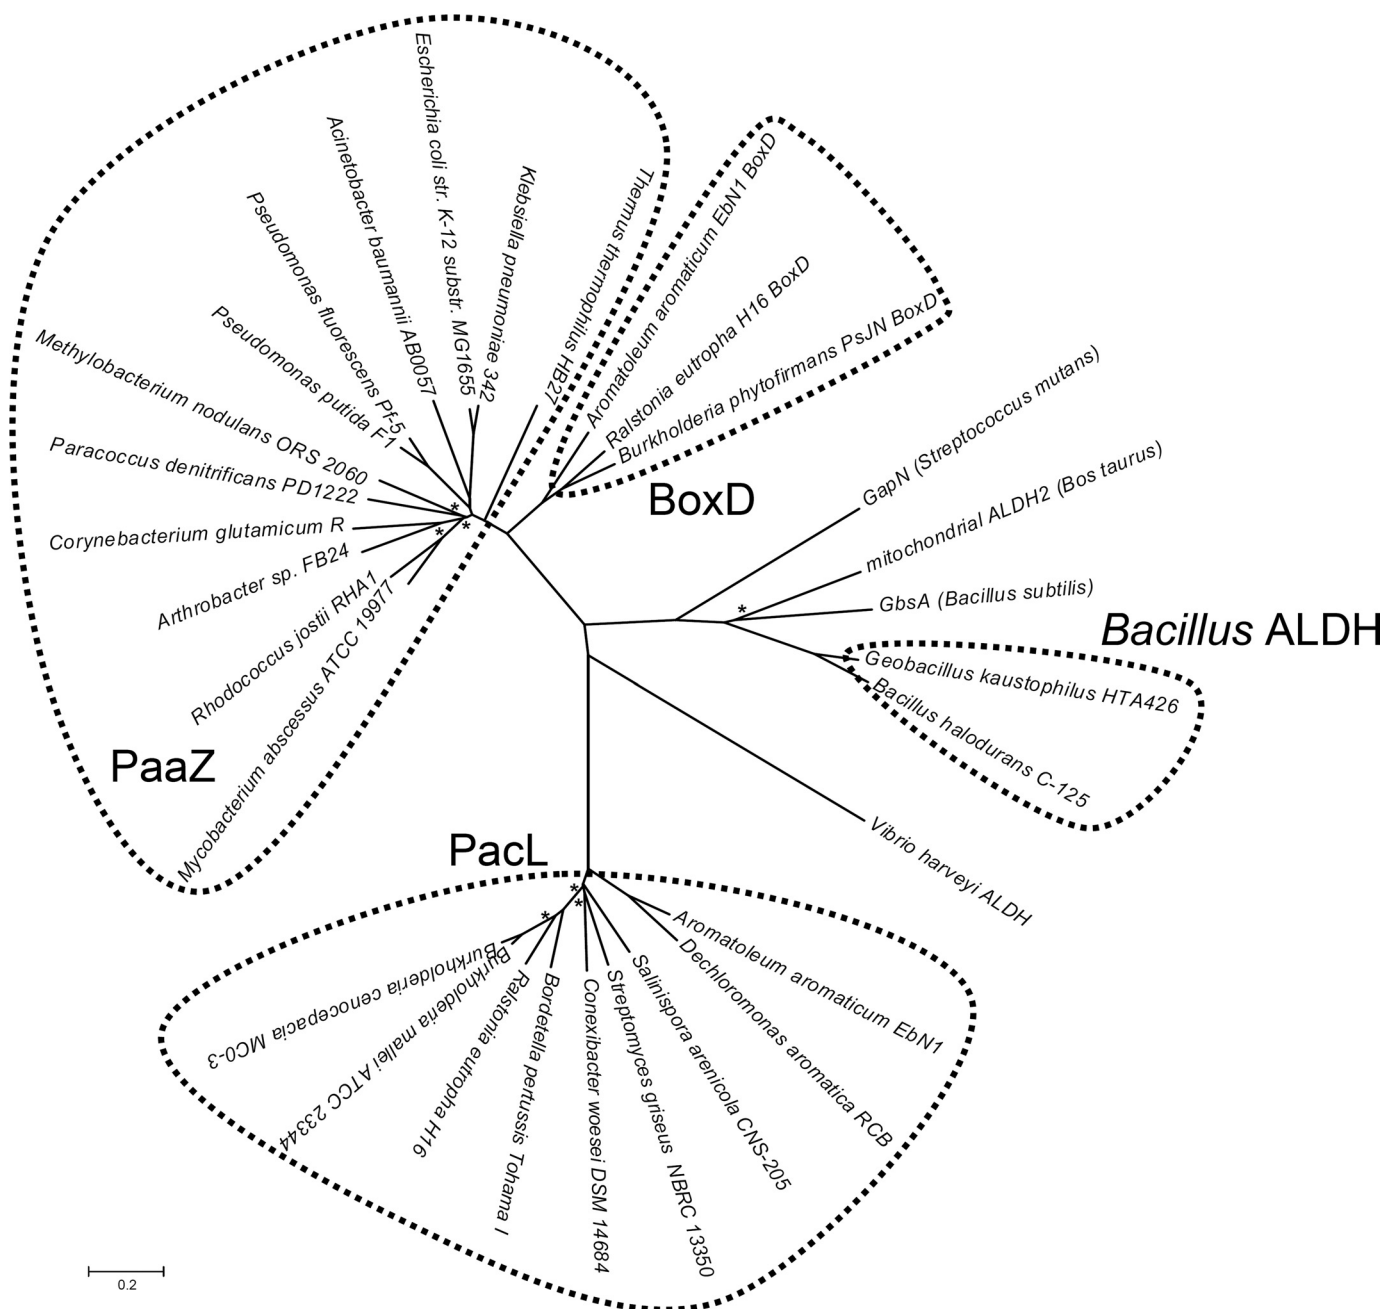 Escherichia coli str. K-12 substr. MG1655
Acinetobacter baumannii AB0057
Klebsiella pneumoniae 342
Thermus thermophilus HB27
Pseudomonas fluorescens Pf-5
Pseudomonas putida F1
Methylobacterium nodulans ORS 2060
Paracoccus denitrificans PD1222
Corynebacterium glutamicum R
Arthrobacter sp. FB24
Rhodococcus jostii RHA1
Mycobacterium abscessus ATCC 19977
PaaZ
Aromatoleum aromaticum EbN1 BoxD
Ralstonia eutropha H16 BoxD
Burkholderia phytofirmans PsJN BoxD
BoxD
GapN (Streptococcus mutans)
mitochondrial ALDH2 (Bos taurus)
GbsA (Bacillus subtilis)
Bacillus ALDH
Geobacillus kaustophilus HTA426
Bacillus halodurans C-125
Vibrio harveyi ALDH
PacL
Aromatoleum aromaticum EbN1
Dechloromonas aromatica RCB
Salinispora arenicola CNS-205
Streptomyces griseus NBRC 13350
Conexibacter woesei DSM 14684
Bordetella pertussis Tohama I
Ralstonia eutropha H16
Burkholderia mallei ATCC 23344
Burkholderia cenocepacia MC0-3
*
*
*
*
*
*
*
0.2